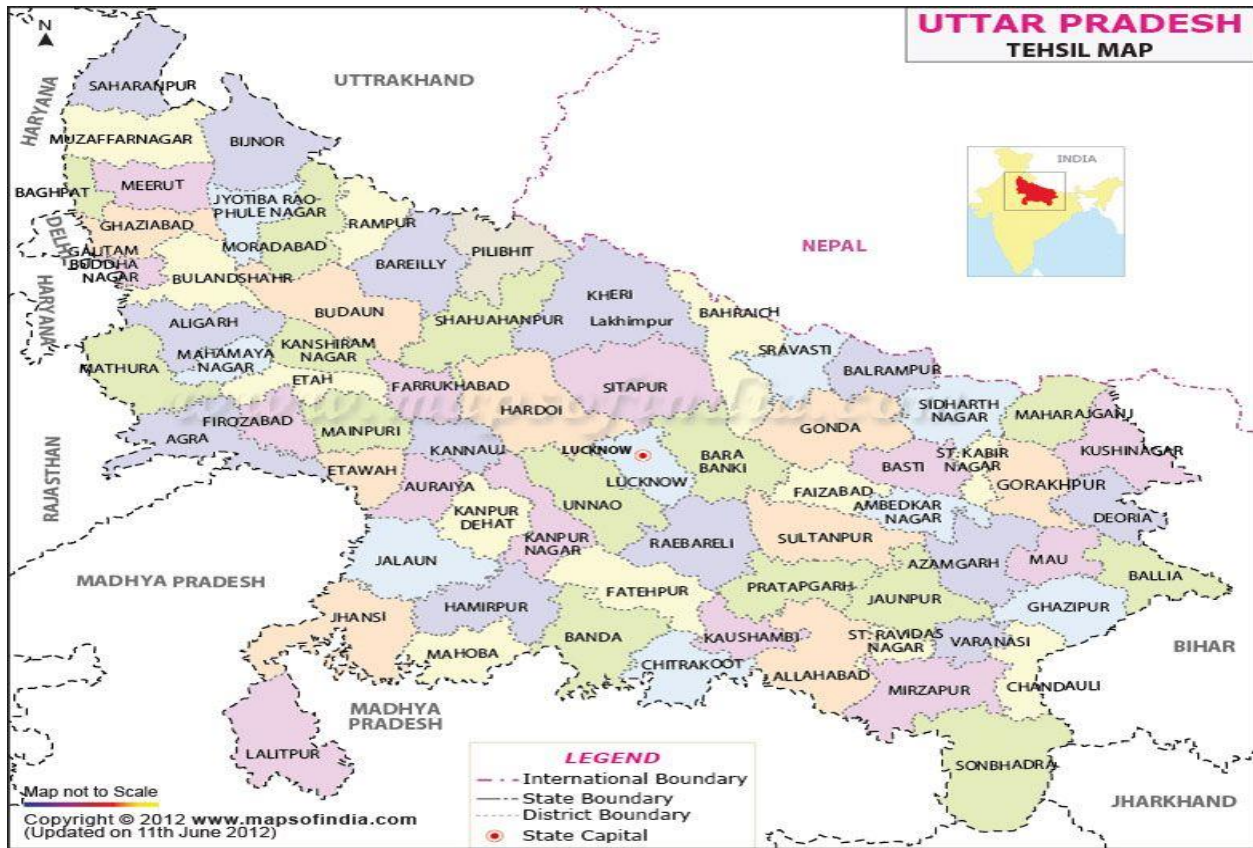 UTTAR PRADESH
TEHSIL MAP
N
SAHARANPUR
UTTRAKHAND
HARYANA
MUZAFFARNAGAR
BIJNOR
INDIA
BAGHPAT
MEERUT
JYOTIBA RAO-
PHULE NAGAR
RAMPUR
DELHI
GHAZIABAD
MORADABAD
GAUTAM
BUDDHA
NAGAR
BULANDSHAHR
BAREILLY
PILIBHIT
NEPAL
HARYANA
BUDAUN
SHAHJAHANPUR
KHERI
Lakhimpur
BAHRAICH
ALIGARH
MAHAMAYA
NAGAR
KANSHIRAM
NAGAR
SRAVASTI
MATHURA
ETAH
FARRUKHABAD
SITAPUR
BALRAMPUR
HARDOI
SIDHARTH
NAGAR
MAHARAJGANJ
www.mapsofindia.com
AGRA
FIROZABAD
MAINPURI
GONDA
RAJASTHAN
ETAWAH
KANNAUJ
LUCKNOW
LUCKNOW
BARA
BANKI
BASTI
ST. KABIR
NAGAR
KUSHINAGAR
AURAIYA
UNNAO
FAIZABAD
GORAKHPUR
KANPUR
DEHAT
AMBEDKAR
NAGAR
DEORIA
KANPUR
NAGAR
RAEBARELI
SULTANPUR
JALAUN
AZAMGARH
MAU
BALLIA
MADHYA PRADESH
FATEHPUR
PRATAPGARH
JAUNPUR
GHAZIPUR
JHANSI
HAMIRPUR
BANDA
KAUSHAMBI
ST. RAVIDAS
NAGAR
VARANASI
BIHAR
MAHOBA
CHITRAKOOT
ALLAHABAD
MIRZAPUR
CHANDAULI
MADHYA
PRADESH
LALITPUR
SONBHADRA
JHARKHAND
LEGEND
International Boundary
State Boundary
District Boundary
State Capital
Map not to Scale
Copyright © 2012 www.mapsofindia.com
(Updated on 11th June 2012)